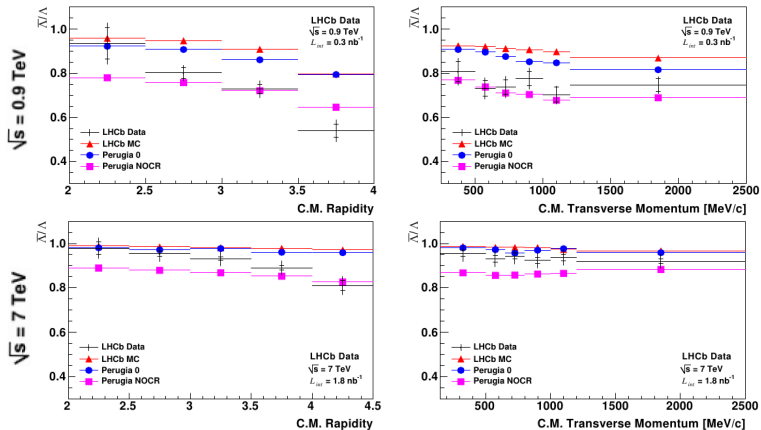 √s = 0.9 TeV
Λ̅/Λ
1.0
0.8
0.6
0.4
LHCb Data
√s = 0.9 TeV
L_int = 0.3 nb⁻¹
LHCb Data
LHCb MC
Perugia 0
Perugia NOCR
2 2.5 3 3.5 4
C.M. Rapidity
Λ̅/Λ
1.0
0.8
0.6
0.4
LHCb Data
√s = 0.9 TeV
L_int = 0.3 nb⁻¹
LHCb Data
LHCb MC
Perugia 0
Perugia NOCR
500 1000 1500 2000 2500
C.M. Transverse Momentum [MeV/c]
√s = 7 TeV
Λ̅/Λ
1.0
0.8
0.6
0.4
LHCb Data
LHCb MC
Perugia 0
Perugia NOCR
LHCb Data
√s = 7 TeV
L_int = 1.8 nb⁻¹
2 2.5 3 3.5 4 4.5
C.M. Rapidity
Λ̅/Λ
1.0
0.8
0.6
0.4
LHCb Data
LHCb MC
Perugia 0
Perugia NOCR
LHCb Data
√s = 7 TeV
L_int = 1.8 nb⁻¹
500 1000 1500 2000 2500
C.M. Transverse Momentum [MeV/c]